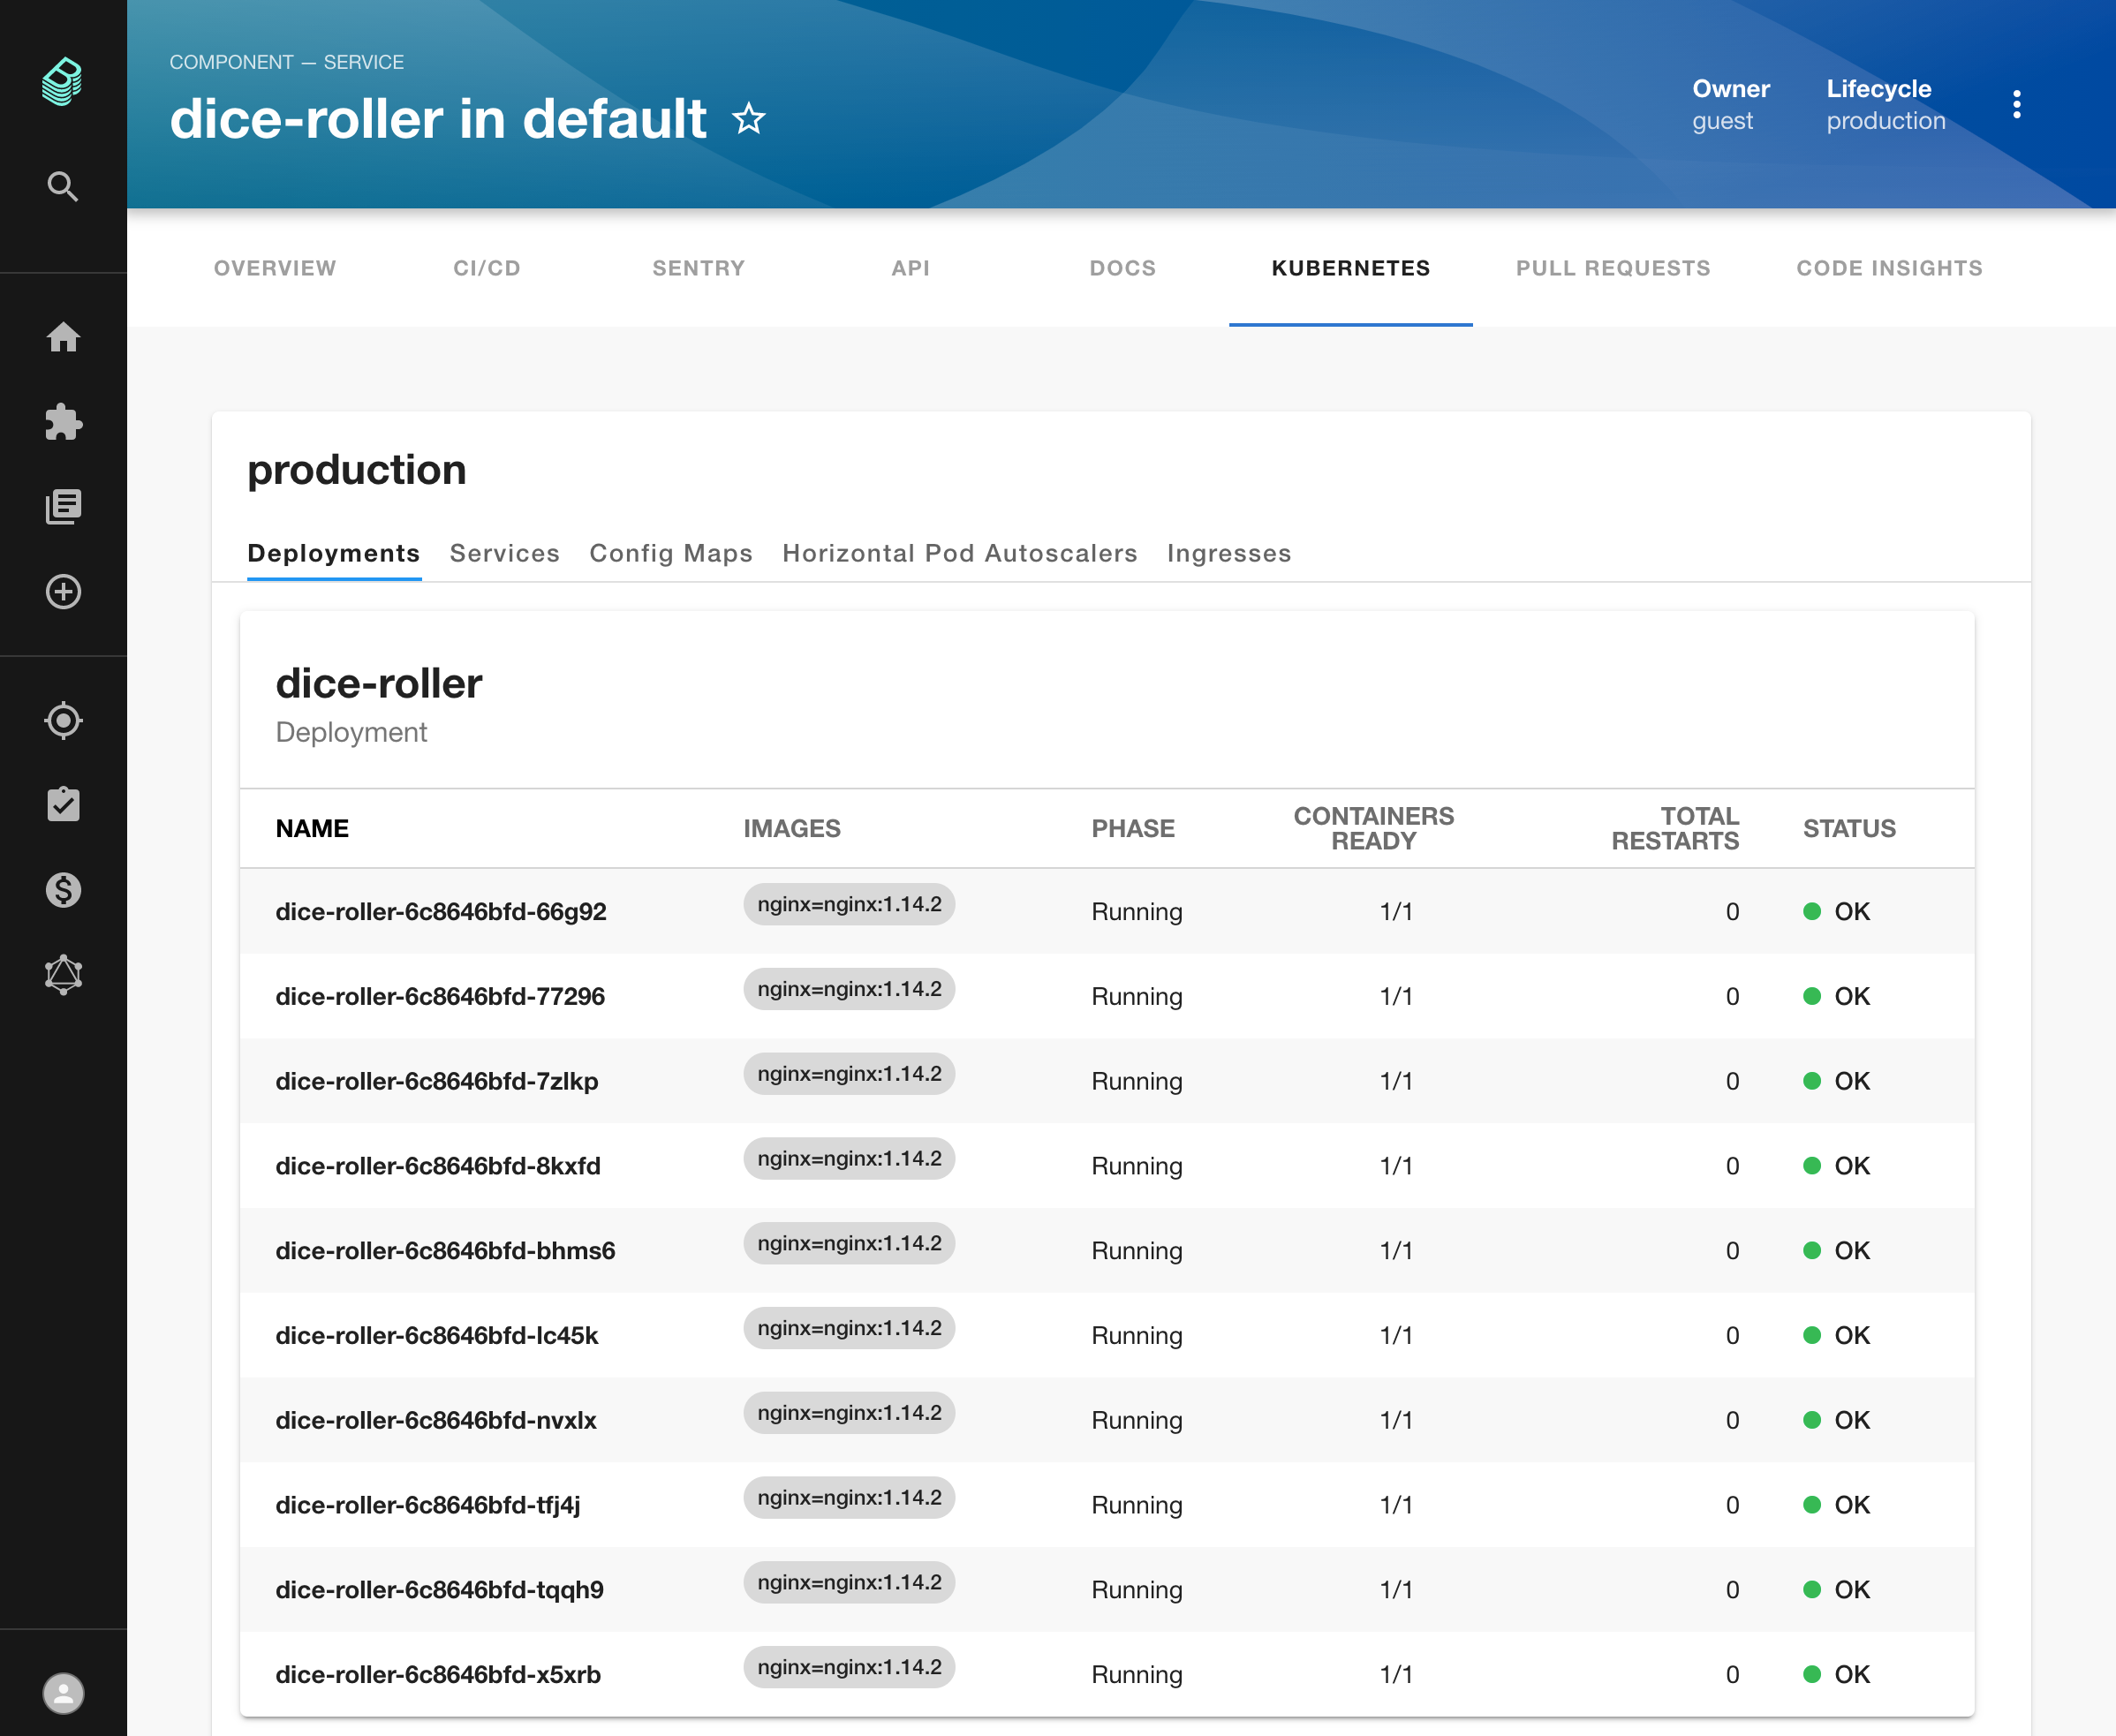 COMPONENT — SERVICE
dice-roller in default
Owner
guest
Lifecycle
production
OVERVIEW CI/CD SENTRY API DOCS KUBERNETES PULL REQUESTS CODE INSIGHTS
production
Deployments Services Config Maps Horizontal Pod Autoscalers Ingresses
dice-roller
Deployment
NAME IMAGES PHASE CONTAINERS READY TOTAL RESTARTS STATUS
dice-roller-6c8646bfd-66g92 nginx=nginx:1.14.2 Running 1/1 0 OK
dice-roller-6c8646bfd-77296 nginx=nginx:1.14.2 Running 1/1 0 OK
dice-roller-6c8646bfd-7zlkp nginx=nginx:1.14.2 Running 1/1 0 OK
dice-roller-6c8646bfd-8kxfd nginx=nginx:1.14.2 Running 1/1 0 OK
dice-roller-6c8646bfd-bhms6 nginx=nginx:1.14.2 Running 1/1 0 OK
dice-roller-6c8646bfd-lc45k nginx=nginx:1.14.2 Running 1/1 0 OK
dice-roller-6c8646bfd-nvxlx nginx=nginx:1.14.2 Running 1/1 0 OK
dice-roller-6c8646bfd-tfj4j nginx=nginx:1.14.2 Running 1/1 0 OK
dice-roller-6c8646bfd-tqqh9 nginx=nginx:1.14.2 Running 1/1 0 OK
dice-roller-6c8646bfd-x5xrb nginx=nginx:1.14.2 Running 1/1 0 OK